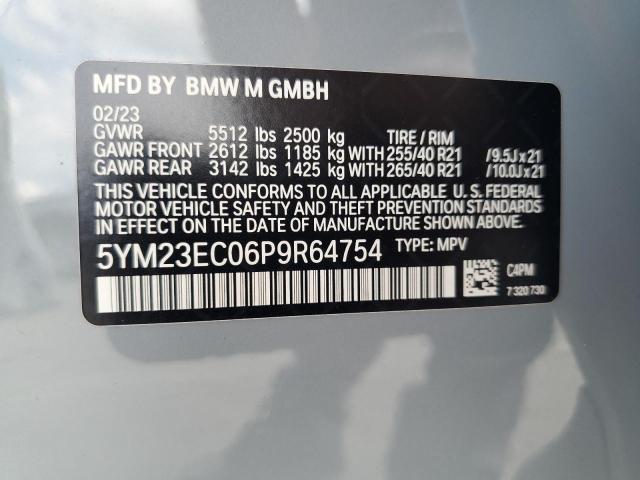 MFD BY BMW M GMBH
02/23
GVWR 5512 lbs 2500 kg TIRE / RIM
GAWR FRONT 2612 lbs 1185 kg WITH 255/40 R21 /9.5J x 21
GAWR REAR 3142 lbs 1425 kg WITH 265/40 R21 /10.0J x 21
THIS VEHICLE CONFORMS TO ALL APPLICABLE U. S. FEDERAL
MOTOR VEHICLE SAFETY AND THEFT PREVENTION STANDARDS
IN EFFECT ON THE DATE OF MANUFACTURE SHOWN ABOVE.
5YM23EC06P9R64754 TYPE: MPV
C4PM
7 320 730